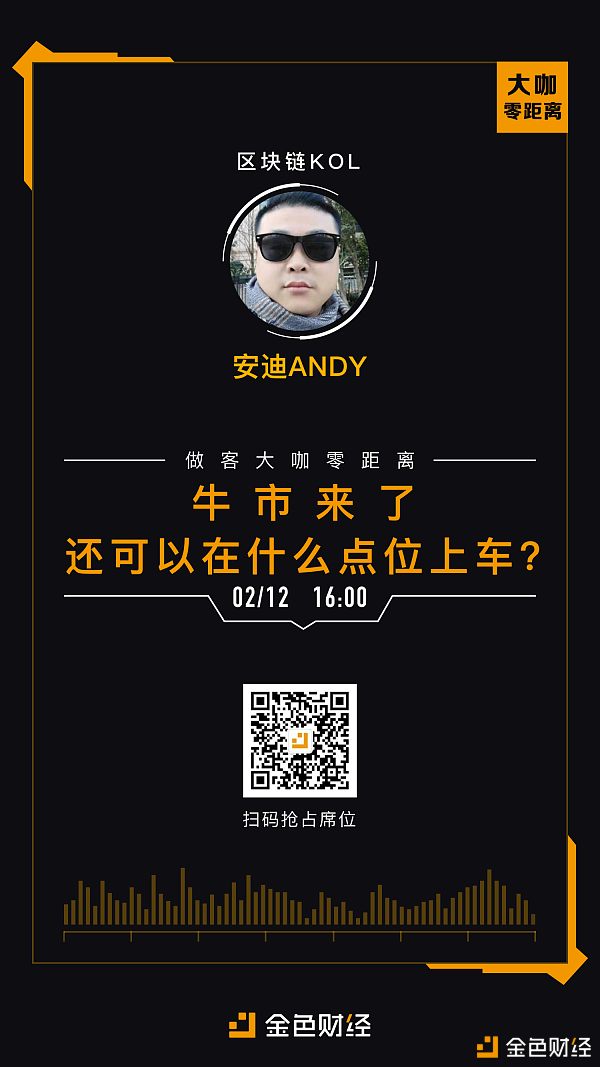 大咖
零距离
区块链KOL
安迪ANDY
做客大咖零距离
牛市来了
还可以在什么点位上车?
02/12 16:00
扫码抢占席位
金色财经
金色财经